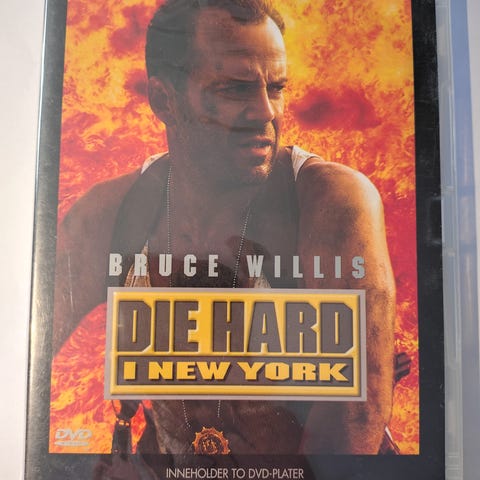 BRUCE WILLIS
DIE HARD
I NEW YORK
DVD
INNEHOLDER TO DVD-PLATER